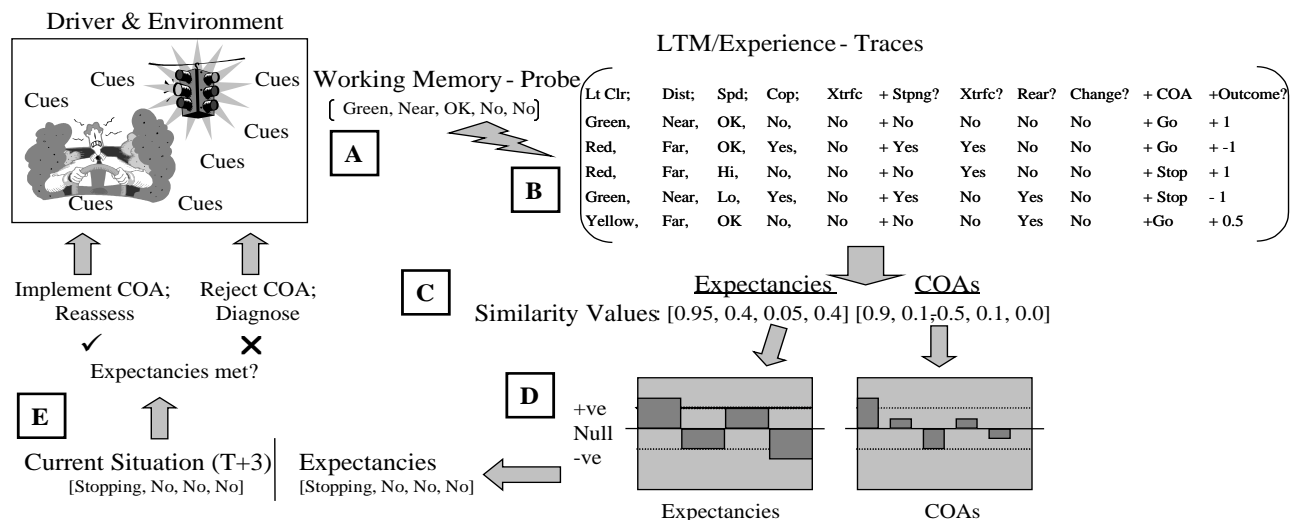 Driver & Environment
Cues
Cues
Cues
Cues
Cues
Cues
Cues
Working Memory - Probe
Green, Near, OK, No, No
A
B
LTM/Experience - Traces
Lt Clr; Dist; Spd; Cop; Xtrfc + Stpng? Xtrfc? Rear? Change? + COA +Outcome?
Green, Near, OK, No, No + No No No No + Go + 1
Red, Far, OK, Yes, No + Yes Yes No No + Go + -1
Red, Far, Hi, No, No + No Yes No No + Stop + 1
Green, Near, Lo, Yes, No + Yes No Yes No + Stop - 1
Yellow, Far, OK No, No + No No Yes No +Go + 0.5
C
Expectancies COAs
Similarity Values: [0.95, 0.4, 0.05, 0.4] [0.9, 0.1-0.5, 0.1, 0.0]
D
+ve
Null
-ve
Expectancies COAs
Implement COA; Reject COA;
Reassess Diagnose
✓ ✕
Expectancies met?
E
Current Situation (T+3) Expectancies
[Stopping, No, No, No] [Stopping, No, No, No]